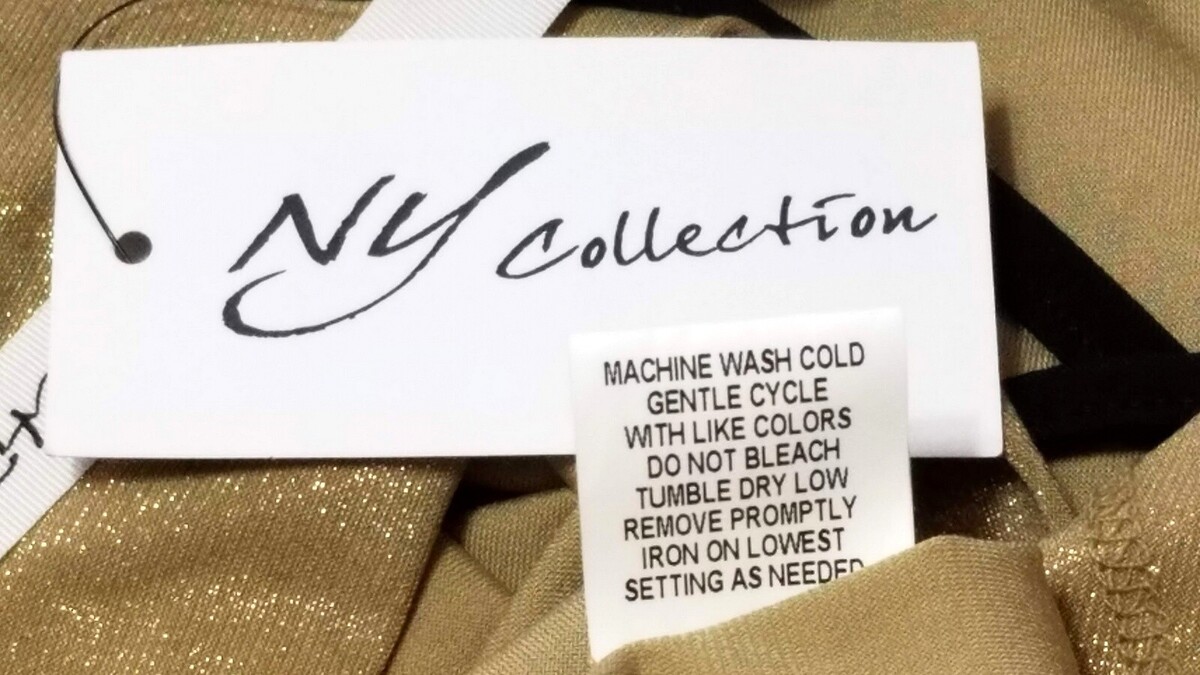 NY Collection
MACHINE WASH COLD
GENTLE CYCLE
WITH LIKE COLORS
DO NOT BLEACH
TUMBLE DRY LOW
REMOVE PROMPTLY
IRON ON LOWEST
SETTING AS NEEDED